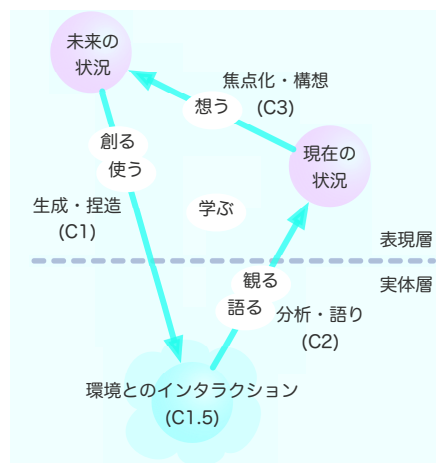 未来の
状況
焦点化・構想
(C3)
想う
創る
使う
現在の
状況
生成・捏造
(C1)
学ぶ
表現層
実体層
観る
語る
分析・語り
(C2)
環境とのインタラクション
(C1.5)